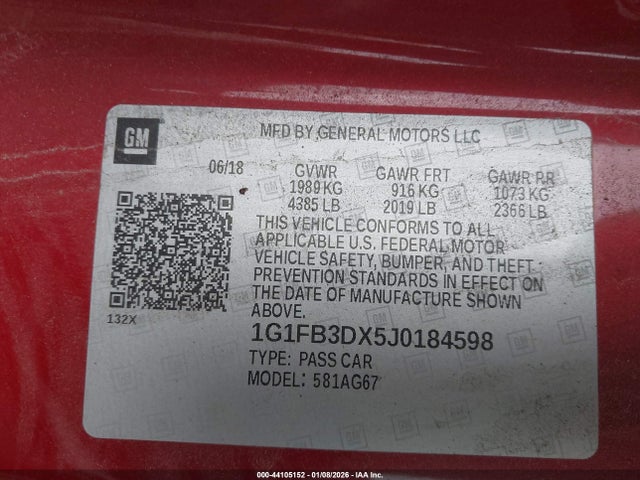 GM
MFD BY GENERAL MOTORS LLC
06/18 GVWR GAWR FRT GAWR RR
1989 KG 916 KG 1073 KG
4385 LB 2019 LB 2366 LB
THIS VEHICLE CONFORMS TO ALL
APPLICABLE U.S. FEDERAL MOTOR
VEHICLE SAFETY, BUMPER, AND THEFT
PREVENTION STANDARDS IN EFFECT ON
THE DATE OF MANUFACTURE SHOWN
ABOVE.
132X
1G1FB3DX5J0184598
TYPE: PASS CAR
MODEL: 581AG67
000-44105152 | 01/08/2026 - IAA Inc.